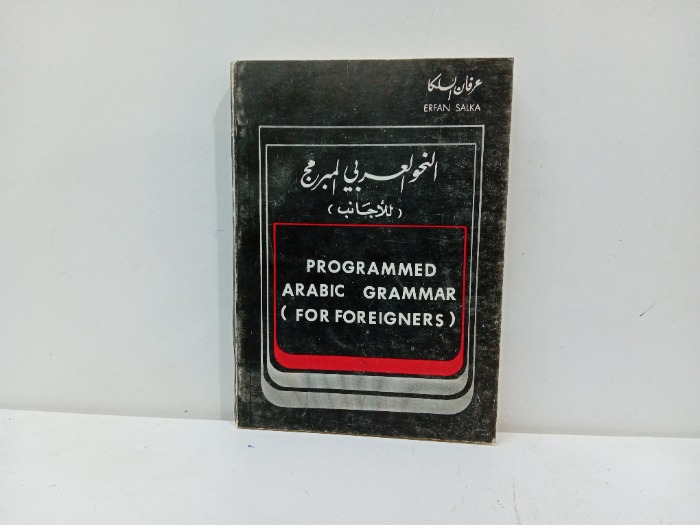 عرفان السلكا
ERFAN SALKA
النحو العربي المبرمج
(للأجانب)
PROGRAMMED
ARABIC GRAMMAR
(FOR FOREIGNERS)